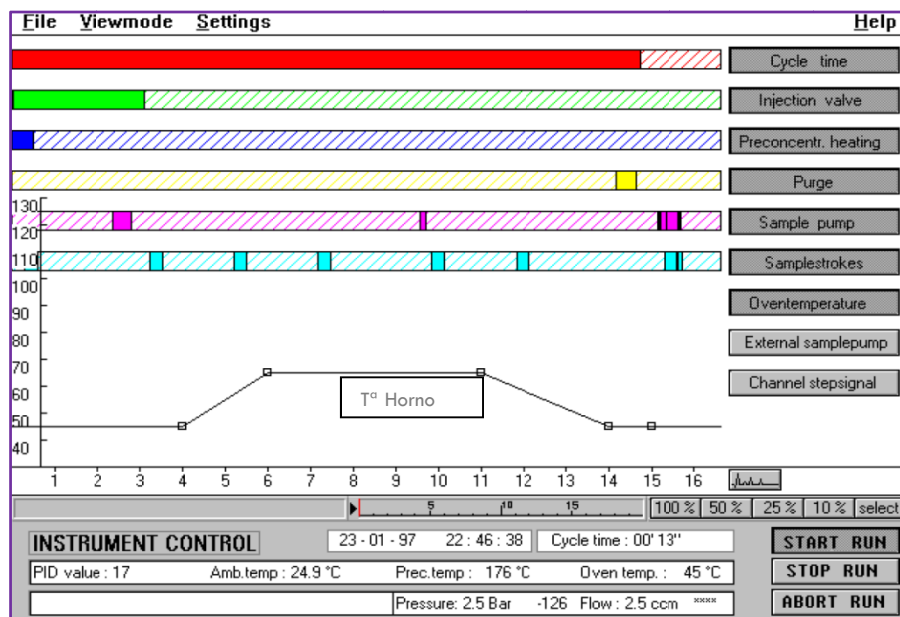 File Viewmode Settings Help
Cycle time
Injection valve
Preconcentr. heating
Purge
130
120
Sample pump
110
Samplestrokes
100
Oventemperature
90
80
External samplepump
70
Channel stepsignal
60
Tª Horno
50
40
1 2 3 4 5 6 7 8 9 10 11 12 13 14 15 16
5 10 15 100 % 50 % 25 % 10 % select
INSTRUMENT CONTROL 23 - 01 - 97 22 : 46 : 38 Cycle time : 00' 13'' START RUN
PID value : 17 Amb.temp : 24.9 °C Prec.temp : 176 °C Oven temp. : 45 °C STOP RUN
Pressure: 2.5 Bar -126 Flow : 2.5 ccm **** ABORT RUN